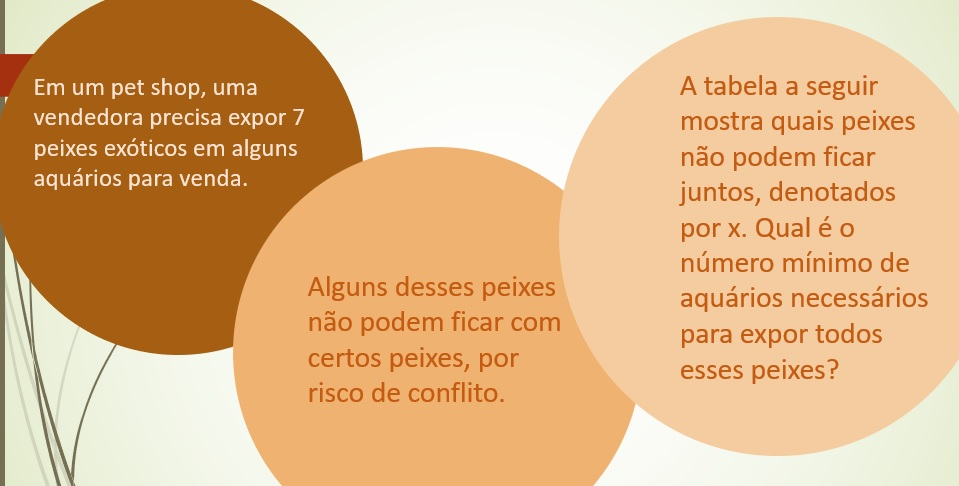 Em um pet shop, uma
vendedora precisa expor 7
peixes exóticos em alguns
aquários para venda.
Alguns desses peixes
não podem ficar com
certos peixes, por
risco de conflito.
A tabela a seguir
mostra quais peixes
não podem ficar
juntos, denotados
por x. Qual é o
número mínimo de
aquários necessários
para expor todos
esses peixes?